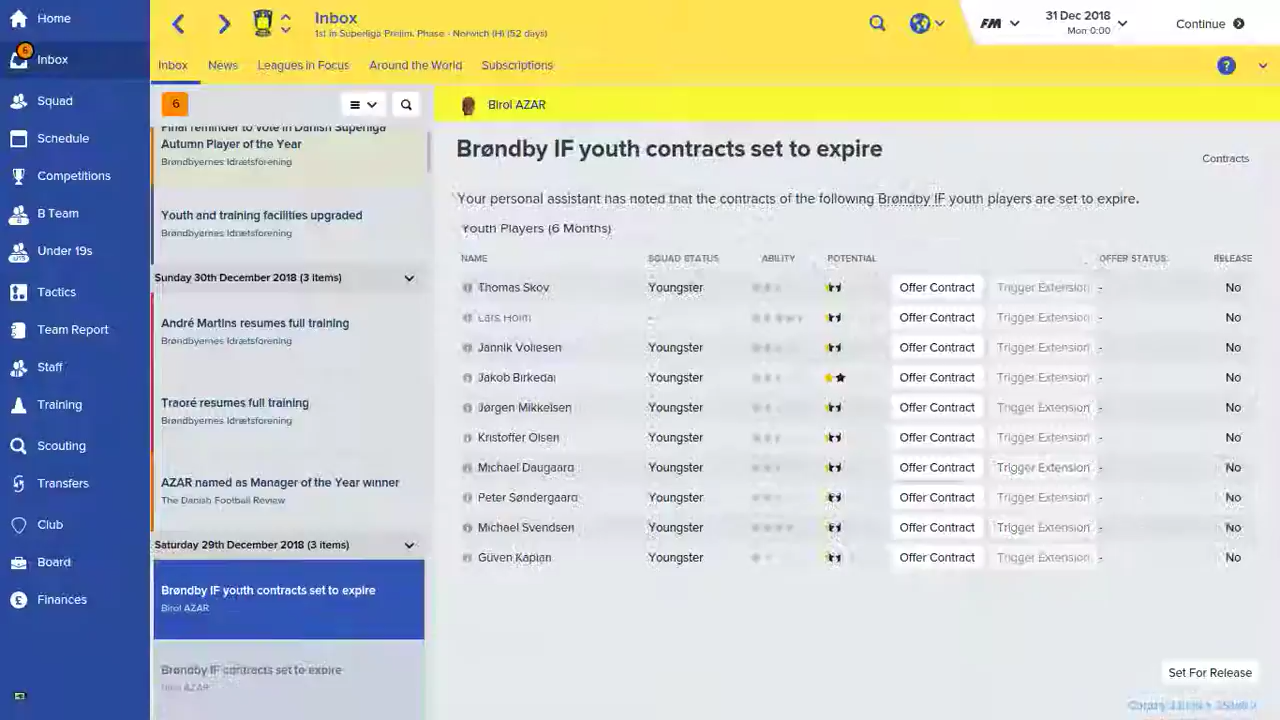 Home
6
Inbox
Squad
Schedule
Competitions
B Team
Under 19s
Tactics
Team Report
Staff
Training
Scouting
Transfers
Club
Board
Finances
Inbox
1st in Superliga Prelim. Phase - Norwich (H) (52 days)
FM
31 Dec 2018
Mon 0:00
Continue
Inbox News Leagues In Focus Around the World Subscriptions
?
6
Final reminder to vote in Danish Superliga
Autumn Player of the Year
Brøndbyernes Idrætsforening
Youth and training facilities upgraded
Brøndbyernes Idrætsforening
Sunday 30th December 2018 (3 items)
André Martins resumes full training
Brøndbyernes Idrætsforening
Traoré resumes full training
Brøndbyernes Idrætsforening
AZAR named as Manager of the Year winner
The Danish Football Review
Saturday 29th December 2018 (3 items)
Brøndby IF youth contracts set to expire
Birol AZAR
Brøndby IF contracts set to expire
Birol AZAR
Birol AZAR
Brøndby IF youth contracts set to expire
Contracts
Your personal assistant has noted that the contracts of the following Brøndby IF youth players are set to expire.
Youth Players (6 Months)
NAME SQUAD STATUS ABILITY POTENTIAL OFFER STATUS RELEASE
Thomas Skov Youngster Offer Contract Trigger Extension - No
Lars Holm - Offer Contract Trigger Extension - No
Jannik Vollesen Youngster Offer Contract Trigger Extension - No
Jakob Birkedal Youngster Offer Contract Trigger Extension - No
Jørgen Mikkelsen Youngster Offer Contract Trigger Extension - No
Kristoffer Olsen Youngster Offer Contract Trigger Extension - No
Michael Daugaard Youngster Offer Contract Trigger Extension - No
Peter Søndergaard Youngster Offer Contract Trigger Extension - No
Michael Svendsen Youngster Offer Contract Trigger Extension - No
Güven Kaplan Youngster Offer Contract Trigger Extension - No
Set For Release